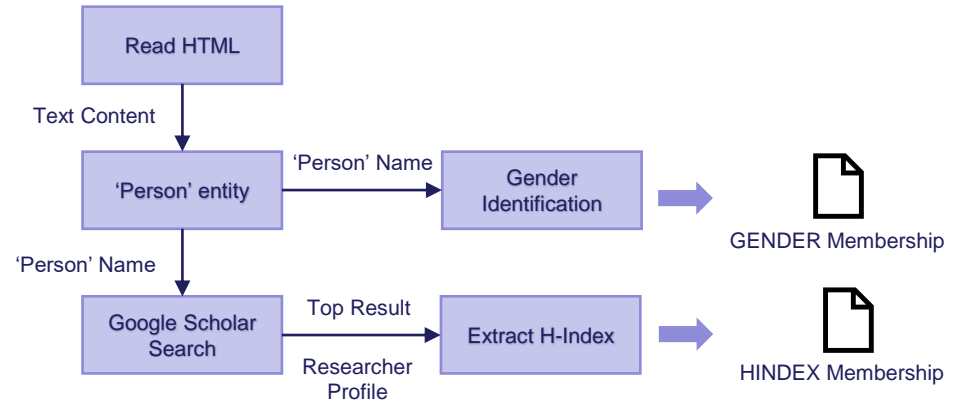 Read HTML
Text Content
‘Person’ entity
‘Person’ Name
Gender
Identification
GENDER Membership
‘Person’ Name
Google Scholar
Search
Top Result
Researcher
Profile
Extract H-Index
HINDEX Membership